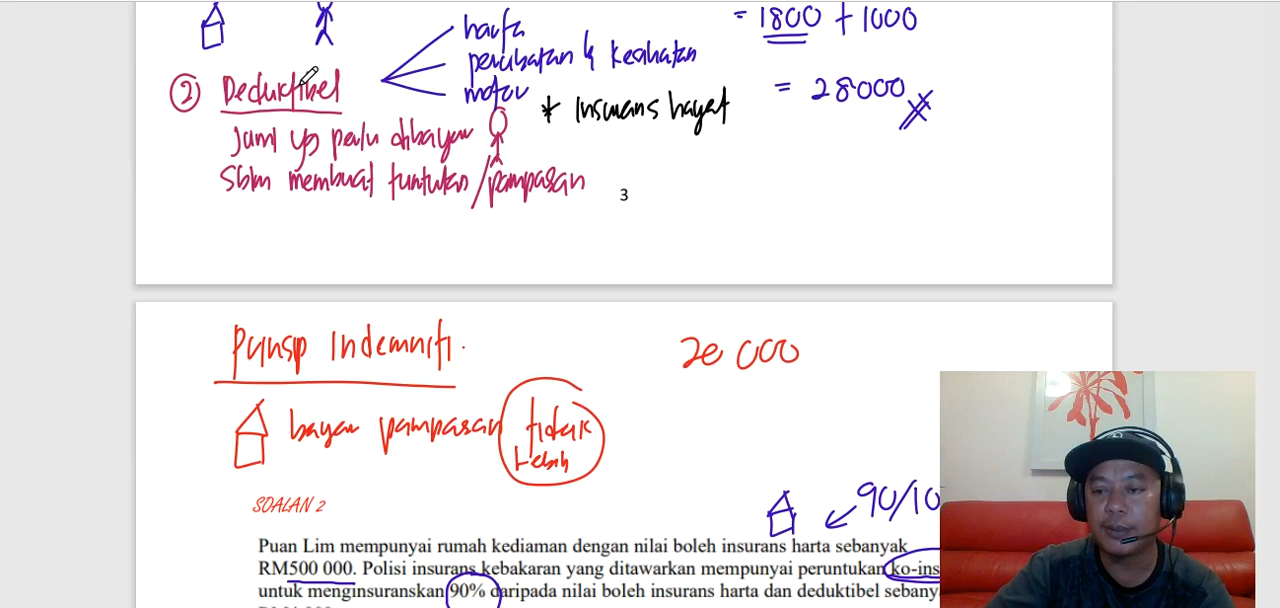 harta
= 1800 + 1000
perubatan & kesihatan
② Deduktibel
motor
= 28000
* Insurans hayat
Juml yg perlu dibayar
Sblm membuat tuntutan / pampasan
3
Prinsip Indemniti.
20 000
bayar pampasan tidak
Lebih
SOALAN 2
90/10
Puan Lim mempunyai rumah kediaman dengan nilai boleh insurans harta sebanyak
RM500 000. Polisi insurans kebakaran yang ditawarkan mempunyai peruntukan ko-ins
untuk menginsuranskan 90% daripada nilai boleh insurans harta dan deduktibel sebany